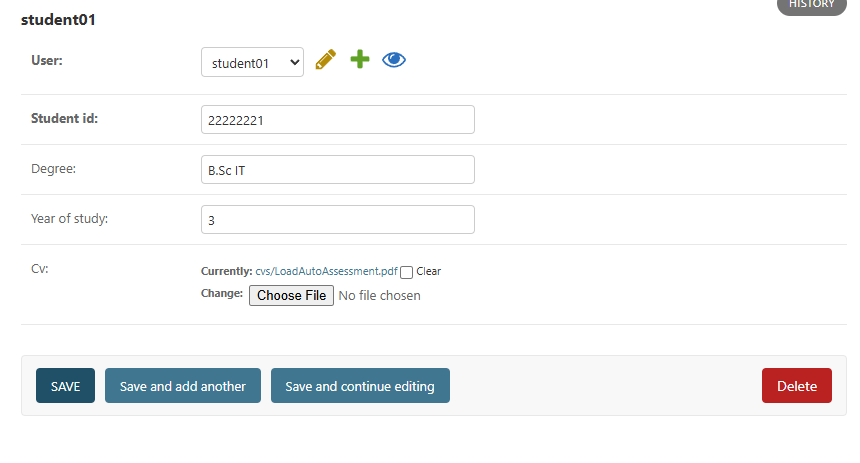 HISTORY
student01
User: student01
Student id: 22222221
Degree: B.Sc IT
Year of study: 3
Cv: Currently: cvs/LoadAutoAssessment.pdf Clear
Change: Choose File No file chosen
SAVE Save and add another Save and continue editing Delete